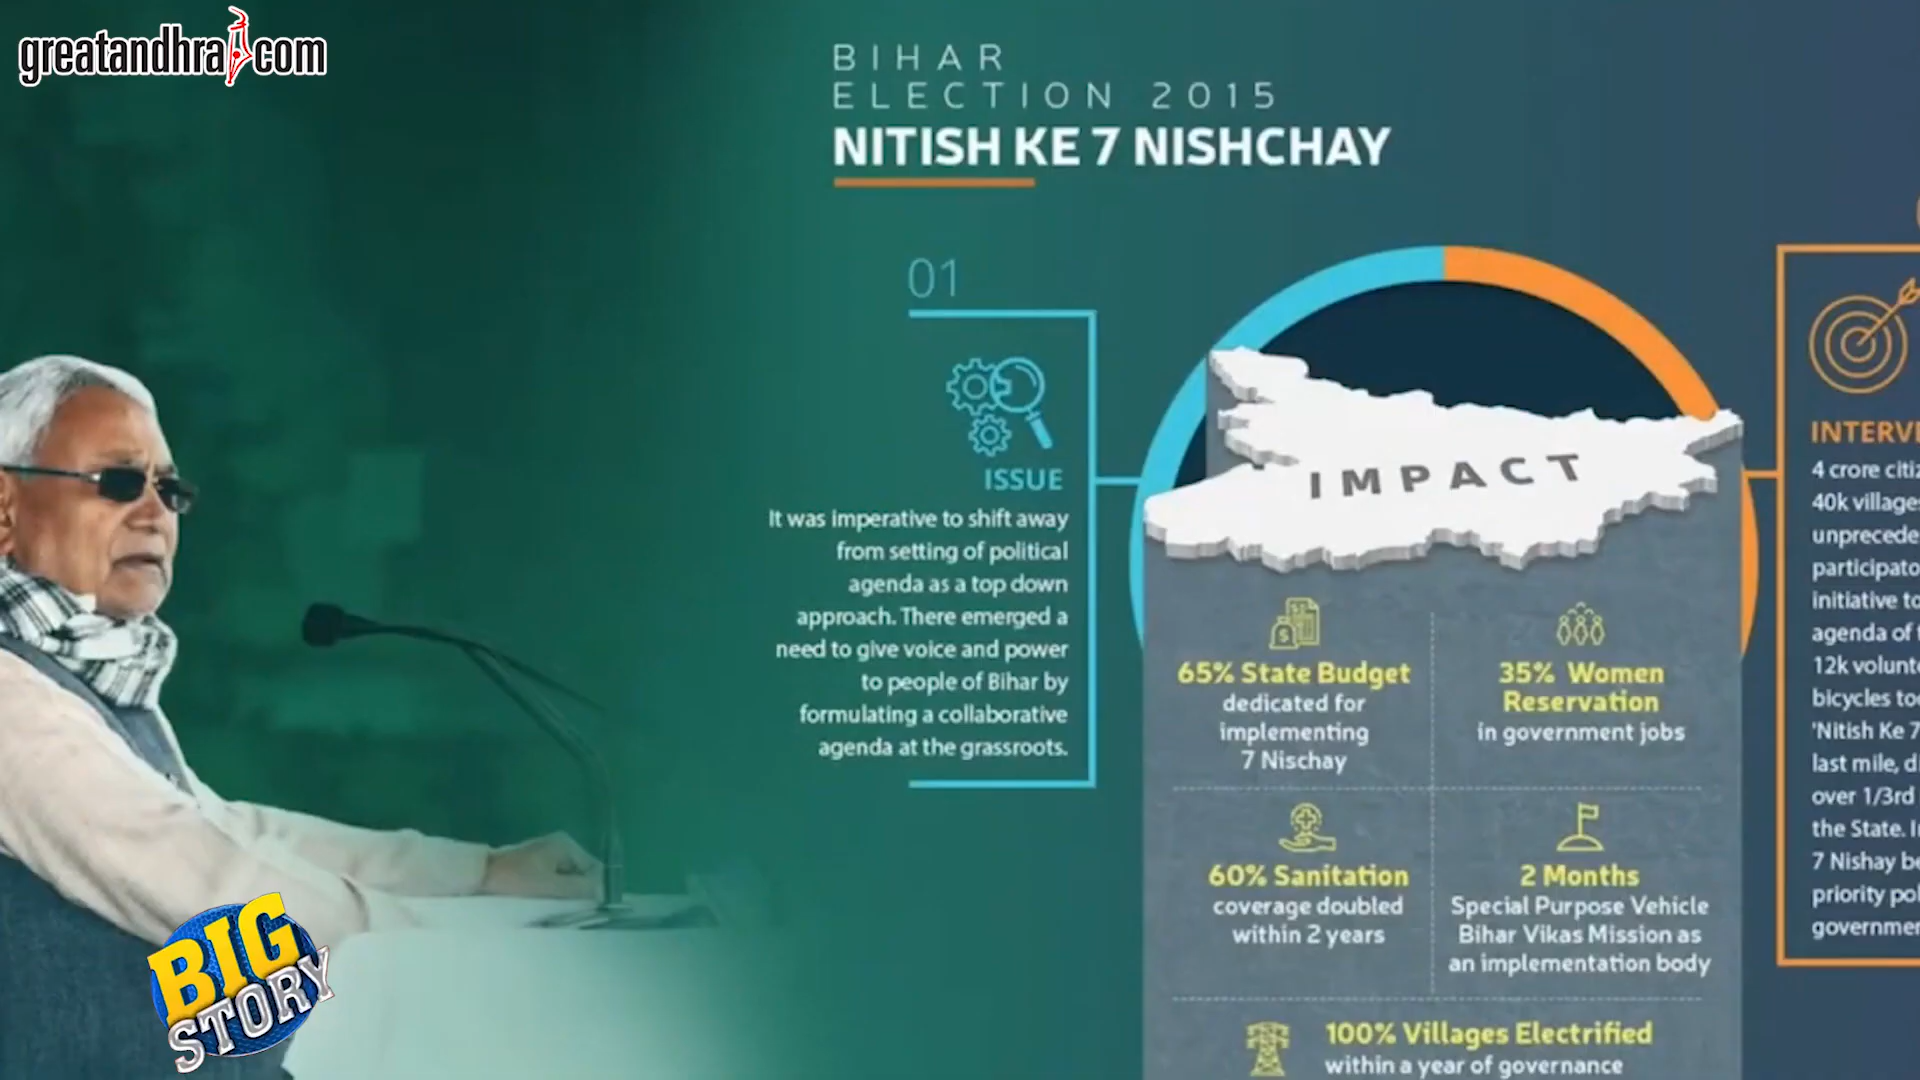 greatandhra.com
BIHAR
ELECTION 2015
NITISH KE 7 NISHCHAY
01
ISSUE
It was imperative to shift away
from setting of political
agenda as a top down
approach. There emerged a
need to give voice and power
to people of Bihar by
formulating a collaborative
agenda at the grassroots.
IMPACT
65% State Budget
dedicated for
implementing
7 Nischay
35% Women
Reservation
in government jobs
60% Sanitation
coverage doubled
within 2 years
2 Months
Special Purpose Vehicle
Bihar Vikas Mission as
an implementation body
100% Villages Electrified
within a year of governance
4 crore
40k
initiative
agenda of
12k
bicycles
'Nitish Ke 7
last mile,
over 1/3rd
the State.
7 Nishay
priority
BIG
STORY